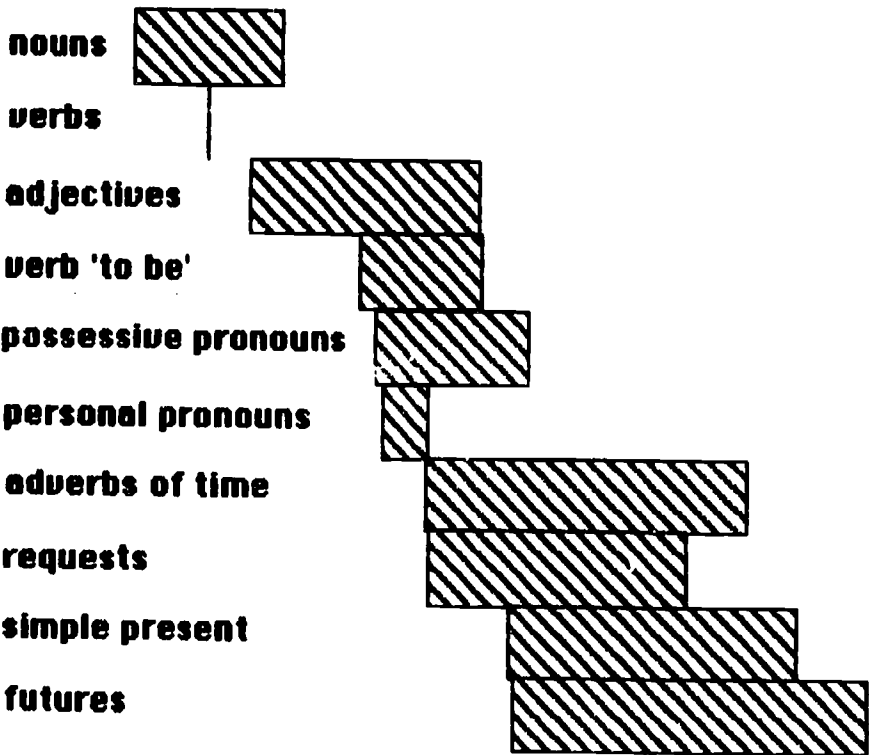 nouns
verbs
adjectives
verb 'to be'
possessive pronouns
personal pronouns
adverbs of time
requests
simple present
futures